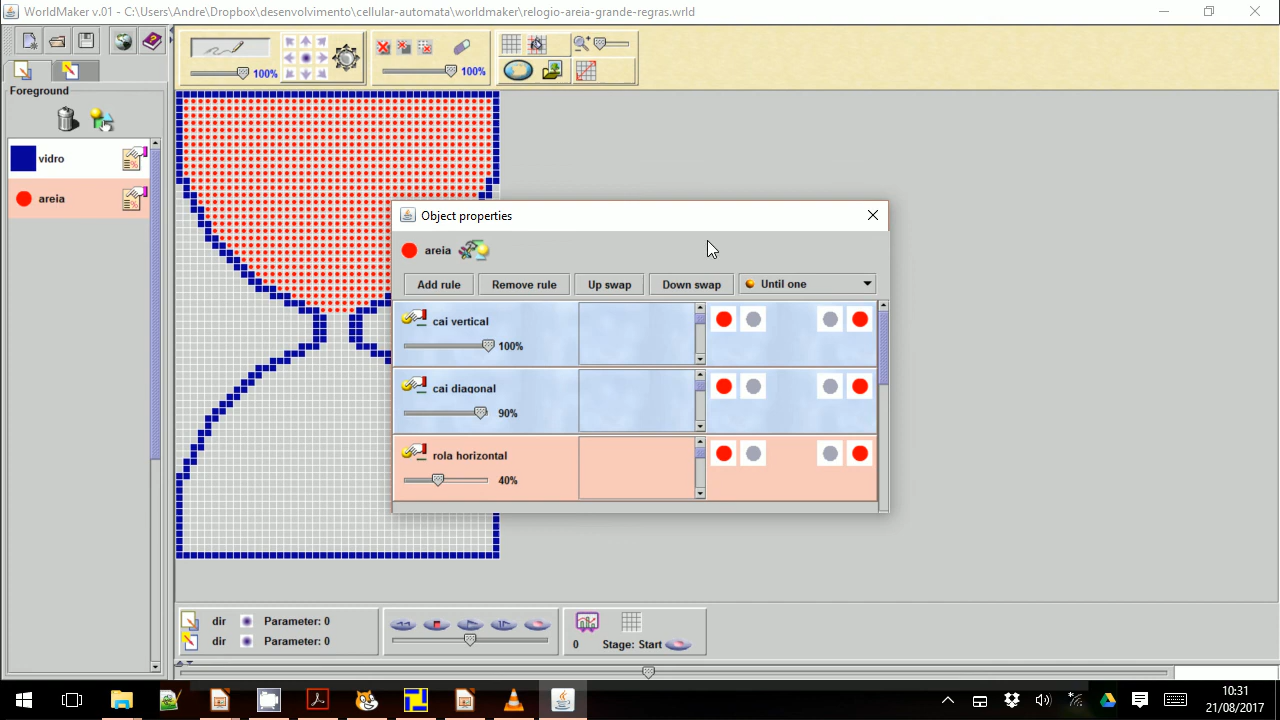 WorldMaker v.01 - C:\Users\Andre\Dropbox\desenvolvimento\cellular-automata\worldmaker\relogio-areia-grande-regras.wrld
100%
100%
Foreground
vidro
areia
Object properties
areia
Add rule
Remove rule
Up swap
Down swap
Until one
cai vertical
100%
cai diagonal
90%
rola horizontal
40%
dir
Parameter: 0
dir
Parameter: 0
0
Stage: Start
10:31
21/08/2017